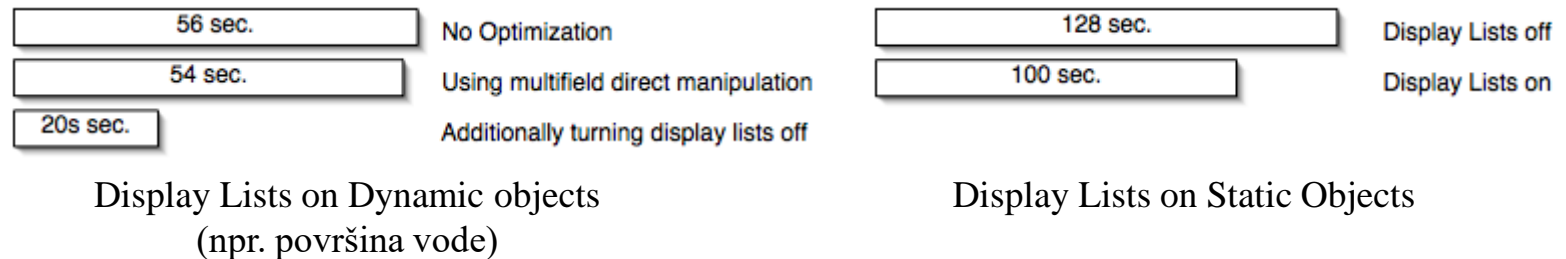 56 sec.
No Optimization
54 sec.
Using multifield direct manipulation
20s sec.
Additionally turning display lists off
Display Lists on Dynamic objects
(npr. površina vode)
128 sec.
Display Lists off
100 sec.
Display Lists on
Display Lists on Static Objects